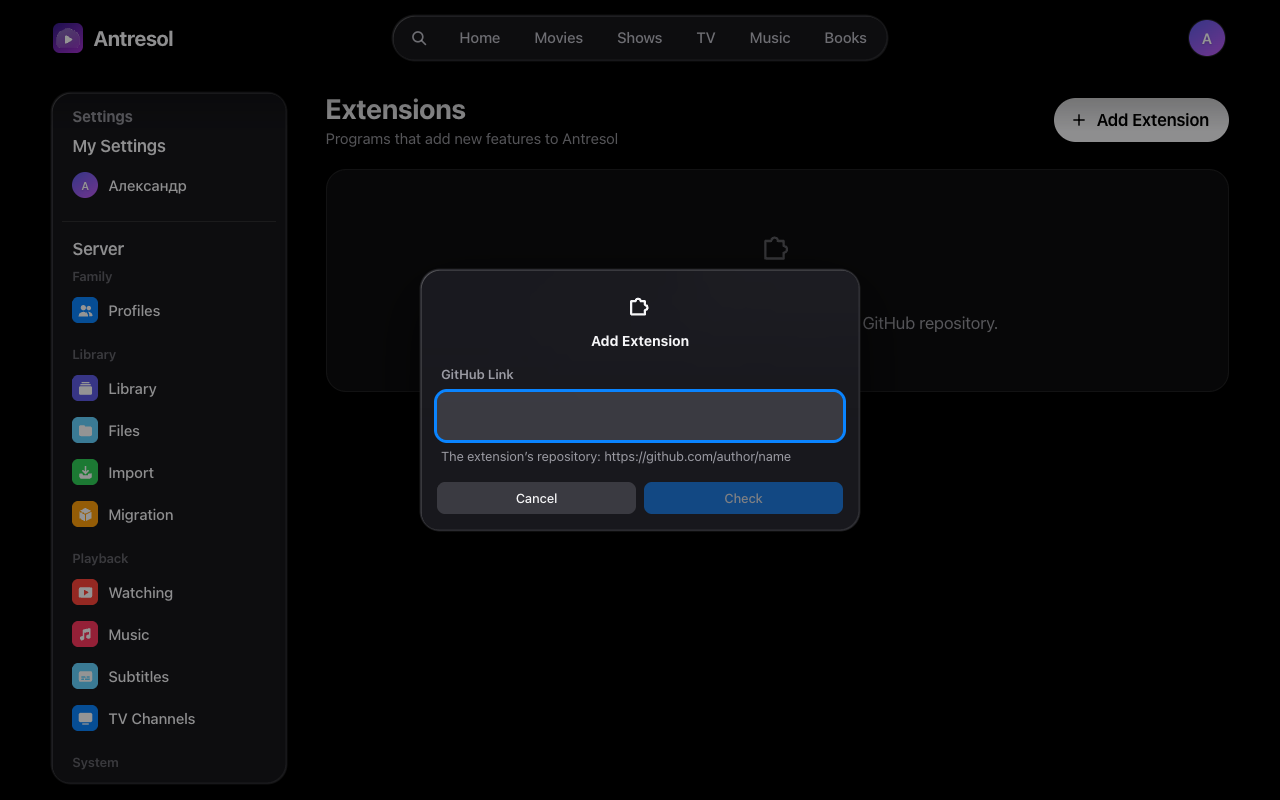 Antresol
Home
Movies
Shows
TV
Music
Books
A
Settings
My Settings
A
Александр
Server
Family
Profiles
Library
Library
Files
Import
Migration
Playback
Watching
Music
Subtitles
TV Channels
System
Extensions
Programs that add new features to Antresol
Add Extension
GitHub repository.
Add Extension
GitHub Link
The extension’s repository: https://github.com/author/name
Cancel
Check